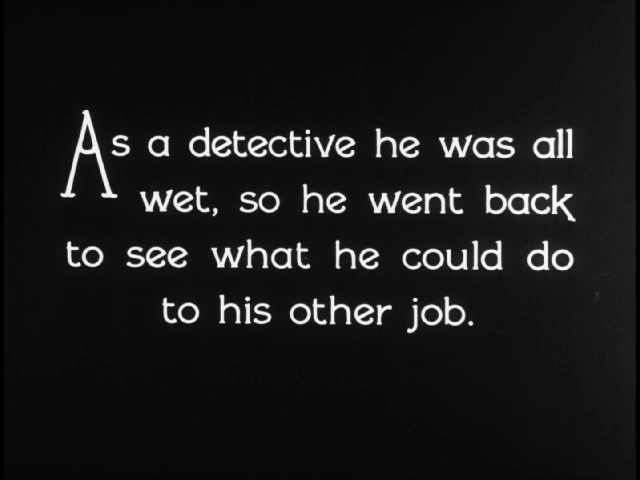 As a detective he was all
wet, so he went back
to see what he could do
to his other job.